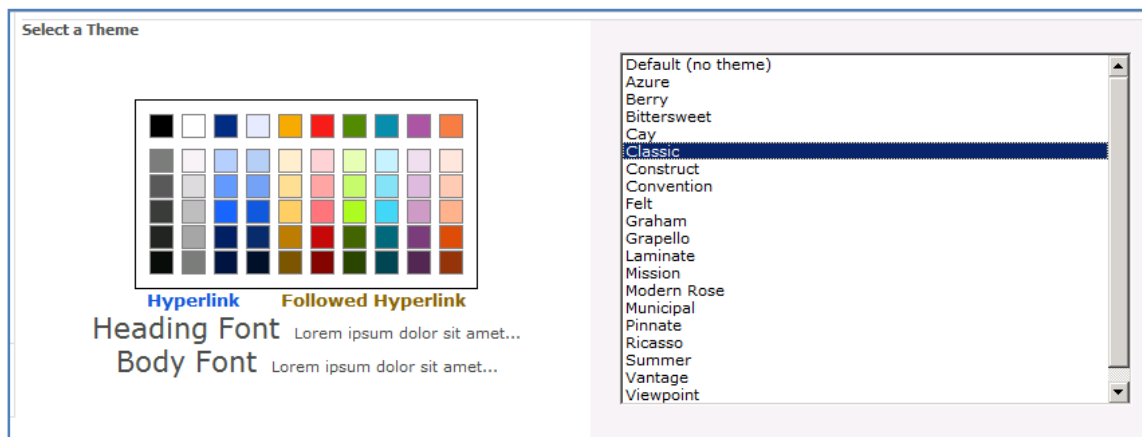 Select a Theme
Hyperlink Followed Hyperlink
Heading Font Lorem ipsum dolor sit amet...
Body Font Lorem ipsum dolor sit amet...
Default (no theme)
Azure
Berry
Bittersweet
Cay
Classic
Construct
Convention
Felt
Graham
Grapello
Laminate
Mission
Modern Rose
Municipal
Pinnate
Ricasso
Summer
Vantage
Viewpoint